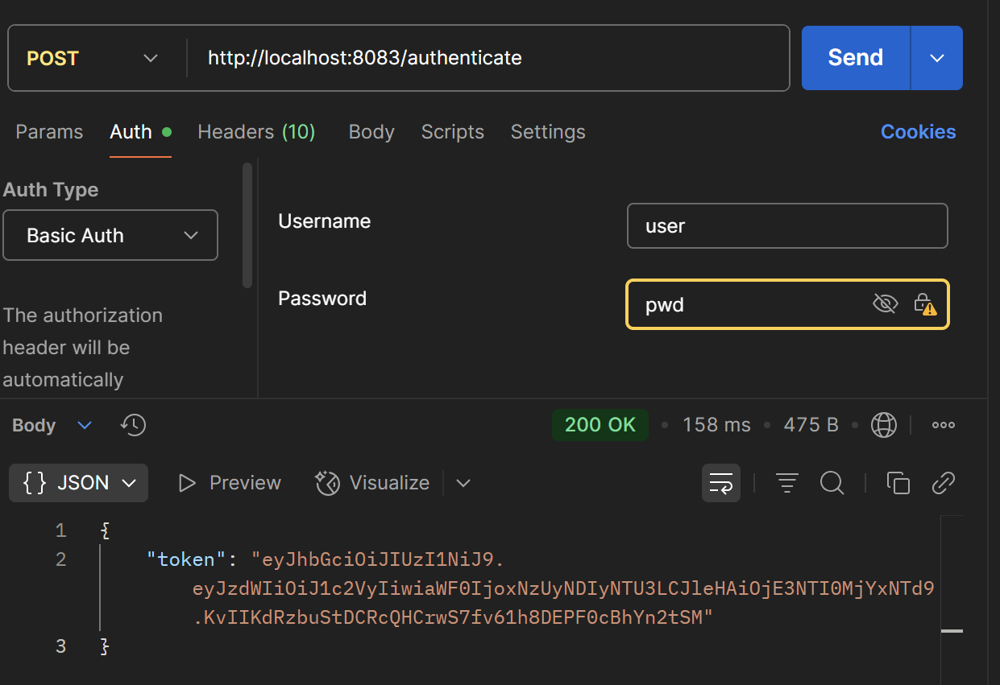 POST http://localhost:8083/authenticate Send
Params Auth Headers (10) Body Scripts Settings Cookies
Auth Type
Basic Auth
The authorization
header will be
automatically
Username user
Password pwd
Body 200 OK 158 ms 475 B
{ } JSON Preview Visualize
1 {
2 "token": "eyJhbGciOiJIUzI1NiJ9.
eyJzdWIiOiJ1c2VyIiwiaWF0IjoxNzUyNDIyNTU3LCJleHAiOjE3NTI0MjYxNTd9
.KvIIKdRzbuStDCRcQHCrwS7fv61h8DEPF0cBhYn2tSM"
3 }